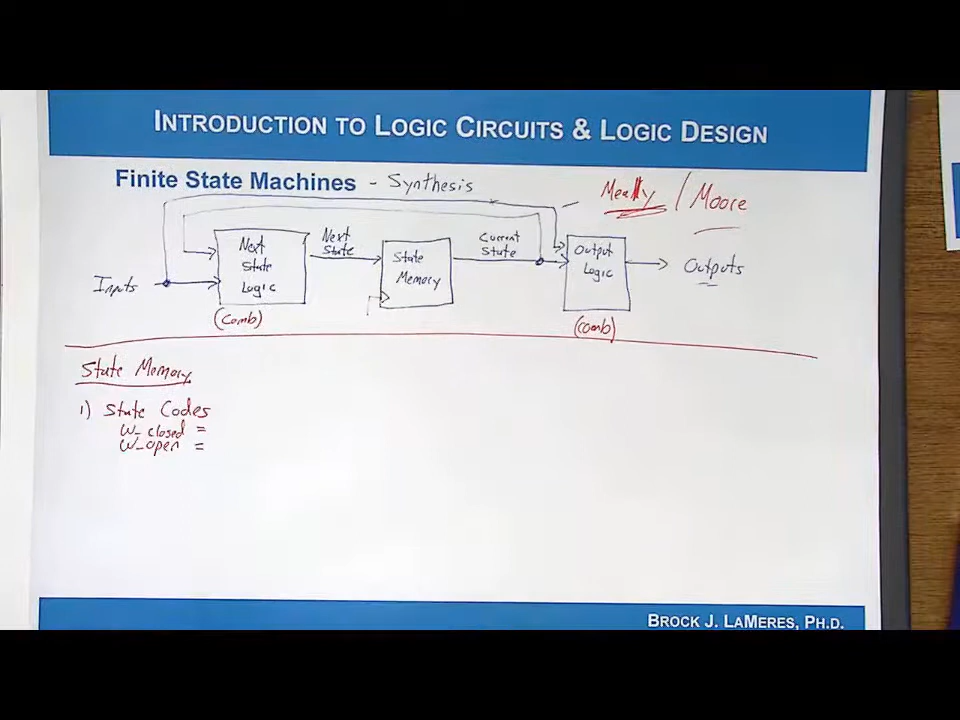 INTRODUCTION TO LOGIC CIRCUITS & LOGIC DESIGN
Finite State Machines - Synthesis
Mealy / Moore
Inputs
Next
State
Logic
(Comb)
Next
State
State
Memory
Current
State
Output
Logic
(comb)
Outputs
State Memory
1) State Codes
W_closed =
W_open =
BROCK J. LAMERES, PH.D.